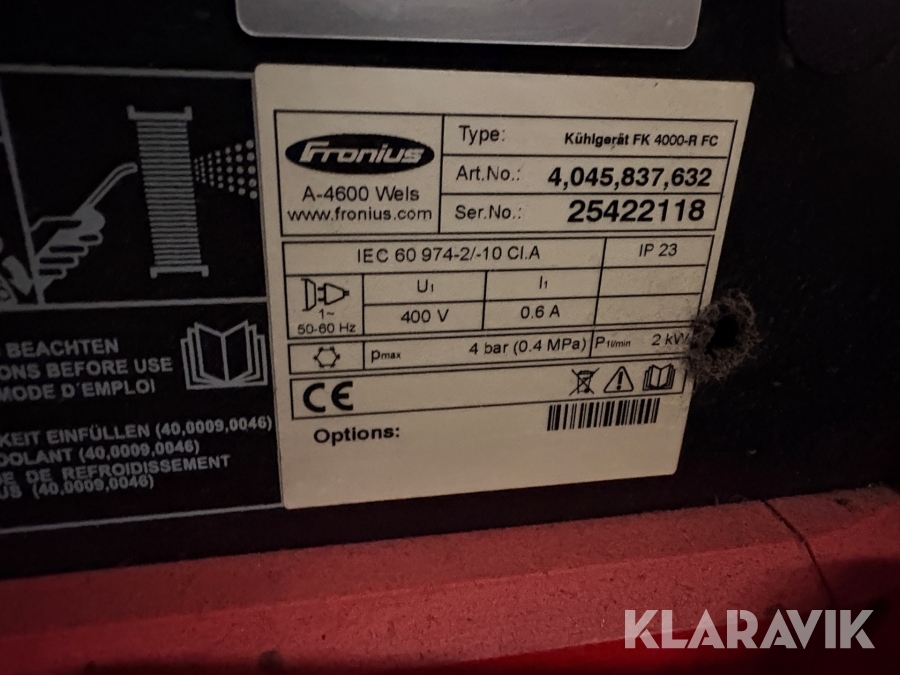 Fronius
A-4600 Wels
www.fronius.com
Type: Kühlgerät FK 4000-R FC
Art.No.: 4,045,837,632
Ser.No.: 25422118
IEC 60 974-2/-10 Cl.A IP 23
1~
50-60 Hz
U1 I1
400 V 0.6 A
pmax 4 bar (0.4 MPa) P1l/min 2 kW
CE
Options:
BEACHTEN
ONS BEFORE USE
MODE D'EMPLOI
KEIT EINFÜLLEN (40,0009,0046)
OOLANT (40,0009,0046)
DE DE REFROIDISSEMENT
US (40,0009,0046)
KLARAVIK